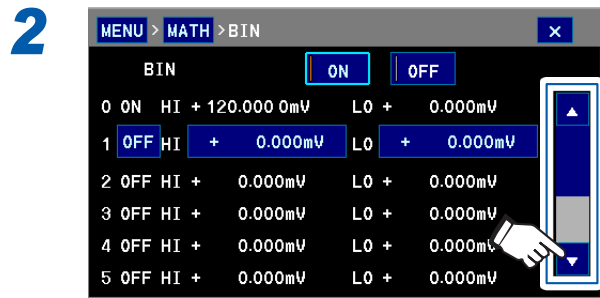 2
MENU > MATH >BIN ×
BIN ON OFF
0 ON HI + 120.000 0mV LO + 0.000mV
1 OFF HI + 0.000mV LO + 0.000mV
2 OFF HI + 0.000mV LO + 0.000mV
3 OFF HI + 0.000mV LO + 0.000mV
4 OFF HI + 0.000mV LO + 0.000mV
5 OFF HI + 0.000mV LO + 0.000mV